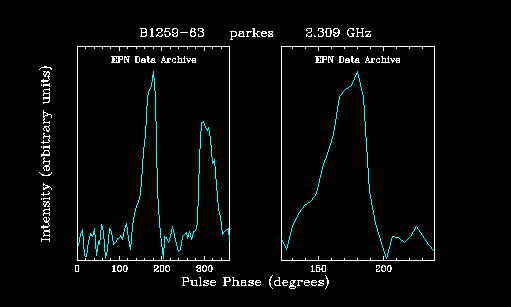 B1259-63 parkes 2.309 GHz
EPN Data Archive EPN Data Archive
Intensity (arbitrary units)
0 100 200 300 160 200
Pulse Phase (degrees)